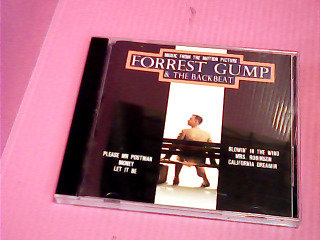 MUSIC FROM THE MOTION PICTURE
FORREST GUMP
& THE BACKBEAT
PLEASE MR POSTMAN
MONEY
LET IT BE
BLOWIN' IN THE WIND
MRS. ROBINSON
CALIFORNIA DREAMIN